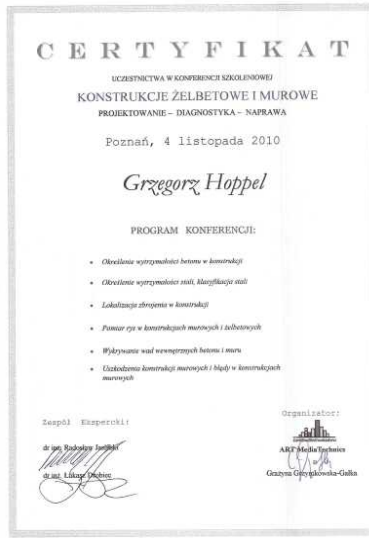 CERTYFIKAT
UCZESTNICTWA W KONFERENCJI SZKOLENIOWEJ
KONSTRUKCJE ŻELBETOWE I MUROWE
PROJEKTOWANIE – DIAGNOSTYKA – NAPRAWA
Poznań, 4 listopada 2010
Grzegorz Hoppel
PROGRAM KONFERENCJI:
• Określenie wytrzymałości betonu w konstrukcji
• Określenie wytrzymałości stali, klasyfikacja stali
• Lokalizacja zbrojenia w konstrukcji
• Pomiar rys w konstrukcjach murowych i żelbetowych
• Wykrywanie wad wewnętrznych betonu i muru
• Uszkodzenia konstrukcji murowych i błędy w konstrukcjach
murowych
Zespół Ekspercki:
Organizator:
dr inż. Radosław
ART MediaTechnics
dr inż. Łukasz Drobiec
Grażyna Grzymkowska-Gałka